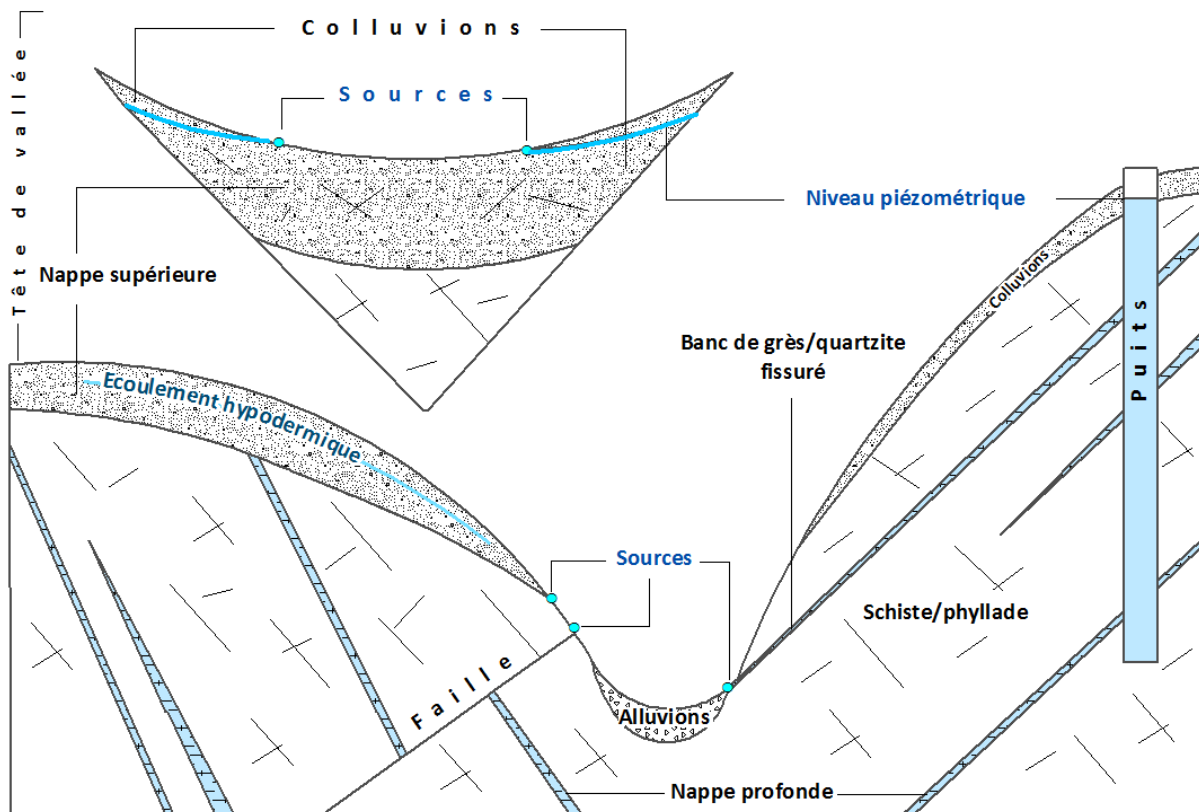 Colluvions
Sources
Tête de vallée
Niveau piézométrique
Nappe supérieure
Colluvions
Puits
Banc de grès/quartzite
fissuré
Ecoulement hypodermique
Sources
Schiste/phyllade
Faille
Alluvions
Nappe profonde